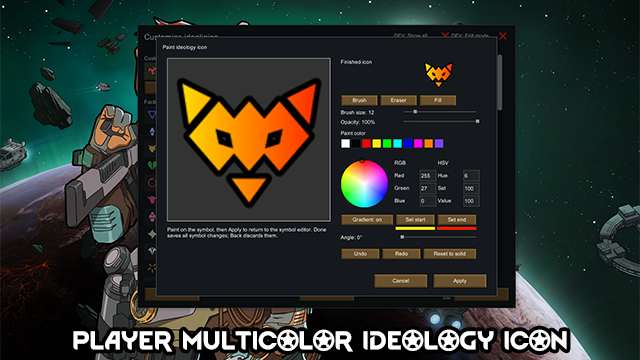 Customize ideoligion
DEV: Show all
DEV: Edit mode
Paint ideology icon
Finished icon
Brush
Eraser
Fill
Brush size: 12
Opacity: 100%
Paint color
RGB
HSV
Red 255
Hue 6
Green 27
Sat 100
Blue 0
Value 100
Gradient: on
Set start
Set end
Angle: 0°
Paint on the symbol, then Apply to return to the symbol editor. Done
saves all symbol changes; Back discards them.
Undo
Redo
Reset to solid
Cancel
Apply
PLAYER MULTICOLOR IDEOLOGY ICON